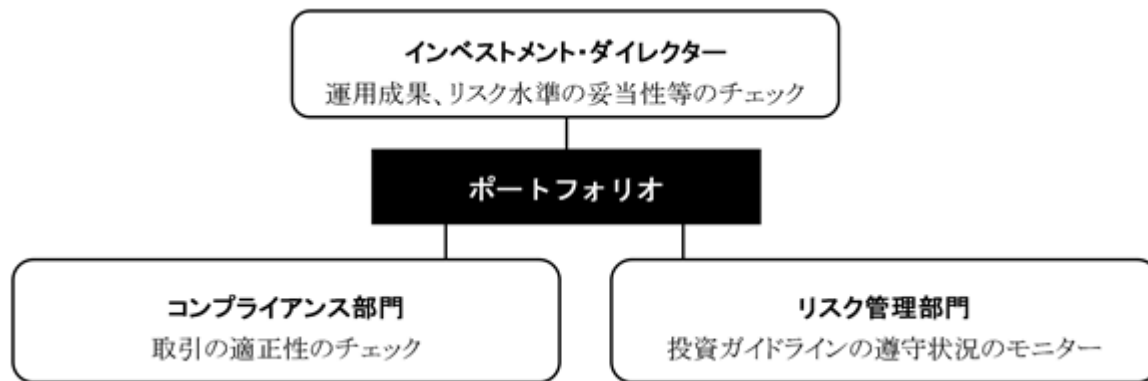 インベストメント・ダイレクター
運用成果、リスク水準の妥当性等のチェック
ポートフォリオ
コンプライアンス部門
取引の適正性のチェック
リスク管理部門
投資ガイドラインの遵守状況のモニター